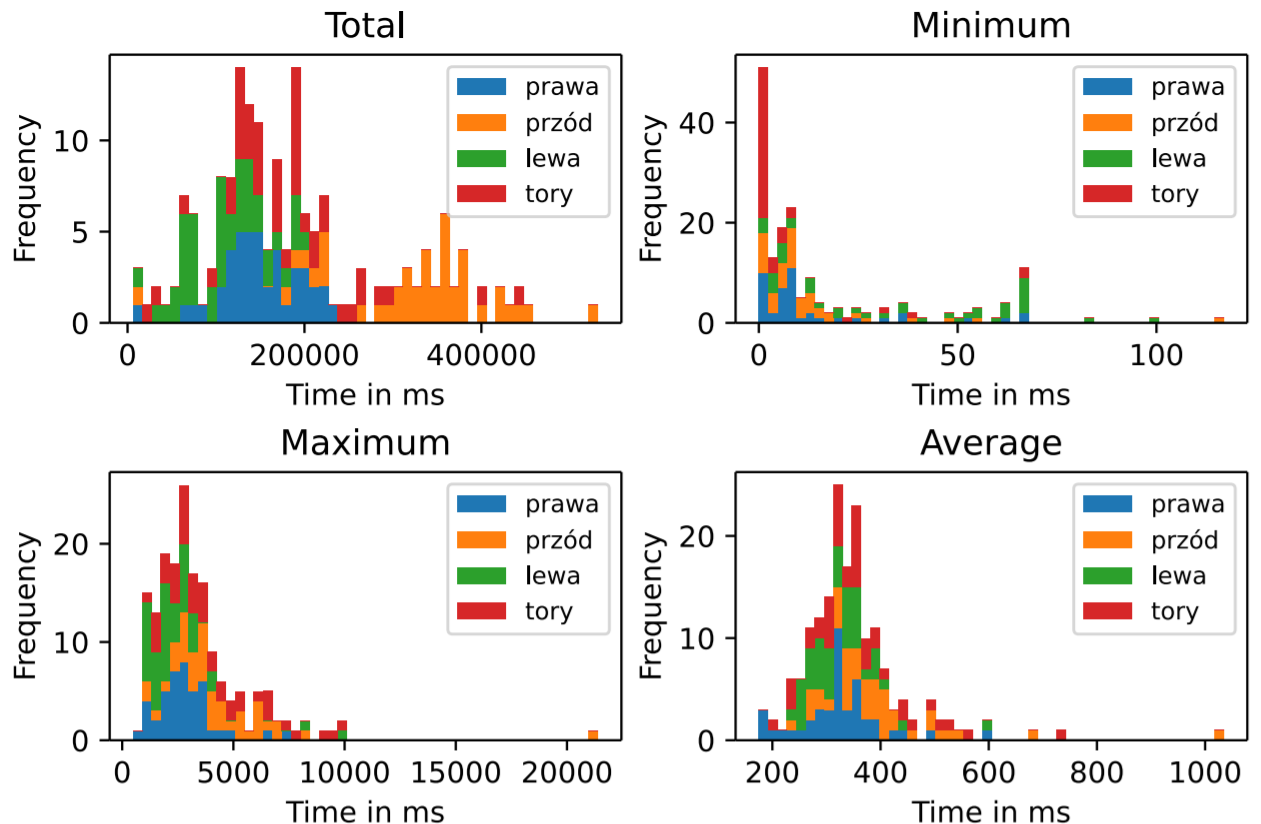 Total
Frequency
10
5
0
prawa
przód
lewa
tory
0 200000 400000
Time in ms
Minimum
Frequency
40
20
0
prawa
przód
lewa
tory
0 50 100
Time in ms
Maximum
Frequency
20
10
0
prawa
przód
lewa
tory
0 5000 10000 15000 20000
Time in ms
Average
Frequency
20
10
0
prawa
przód
lewa
tory
200 400 600 800 1000
Time in ms